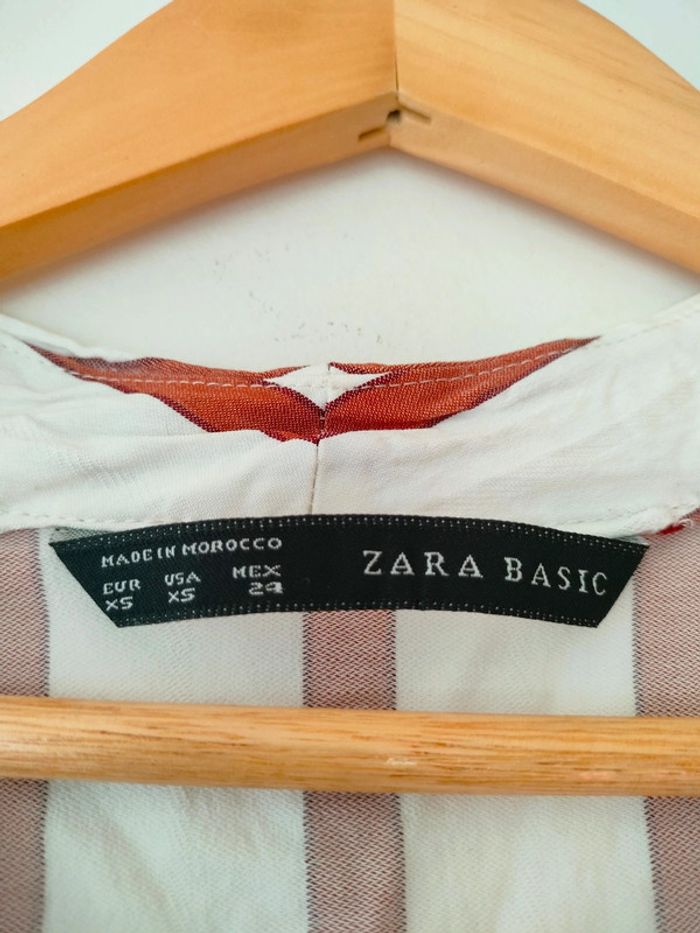 MADE IN MOROCCO
EUR USA MEX
XS XS 24
ZARA BASIC